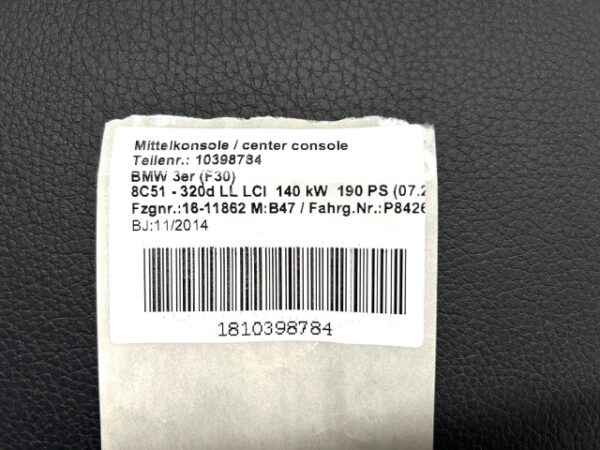 Mittelkonsole / center console
Teilenr.: 10398784
BMW 3er (F30)
8C51 - 320d LL LCI 140 kW 190 PS (07.2
Fzgnr.:16-11862 M:B47 / Fahrg.Nr.:P8426
BJ:11/2014
1810398784